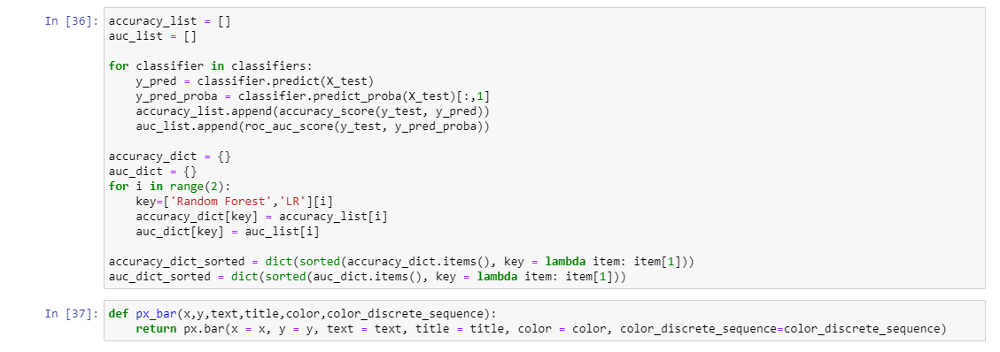 In [36]: accuracy_list = []
auc_list = []
for classifier in classifiers:
    y_pred = classifier.predict(X_test)
    y_pred_proba = classifier.predict_proba(X_test)[:,1]
    accuracy_list.append(accuracy_score(y_test, y_pred))
    auc_list.append(roc_auc_score(y_test, y_pred_proba))
accuracy_dict = {}
auc_dict = {}
for i in range(2):
    key=['Random Forest','LR'][i]
    accuracy_dict[key] = accuracy_list[i]
    auc_dict[key] = auc_list[i]
accuracy_dict_sorted = dict(sorted(accuracy_dict.items(), key = lambda item: item[1]))
auc_dict_sorted = dict(sorted(auc_dict.items(), key = lambda item: item[1]))
In [37]: def px_bar(x,y,text,title,color,color_discrete_sequence):
    return px.bar(x = x, y = y, text = text, title = title, color = color, color_discrete_sequence=color_discrete_sequence)